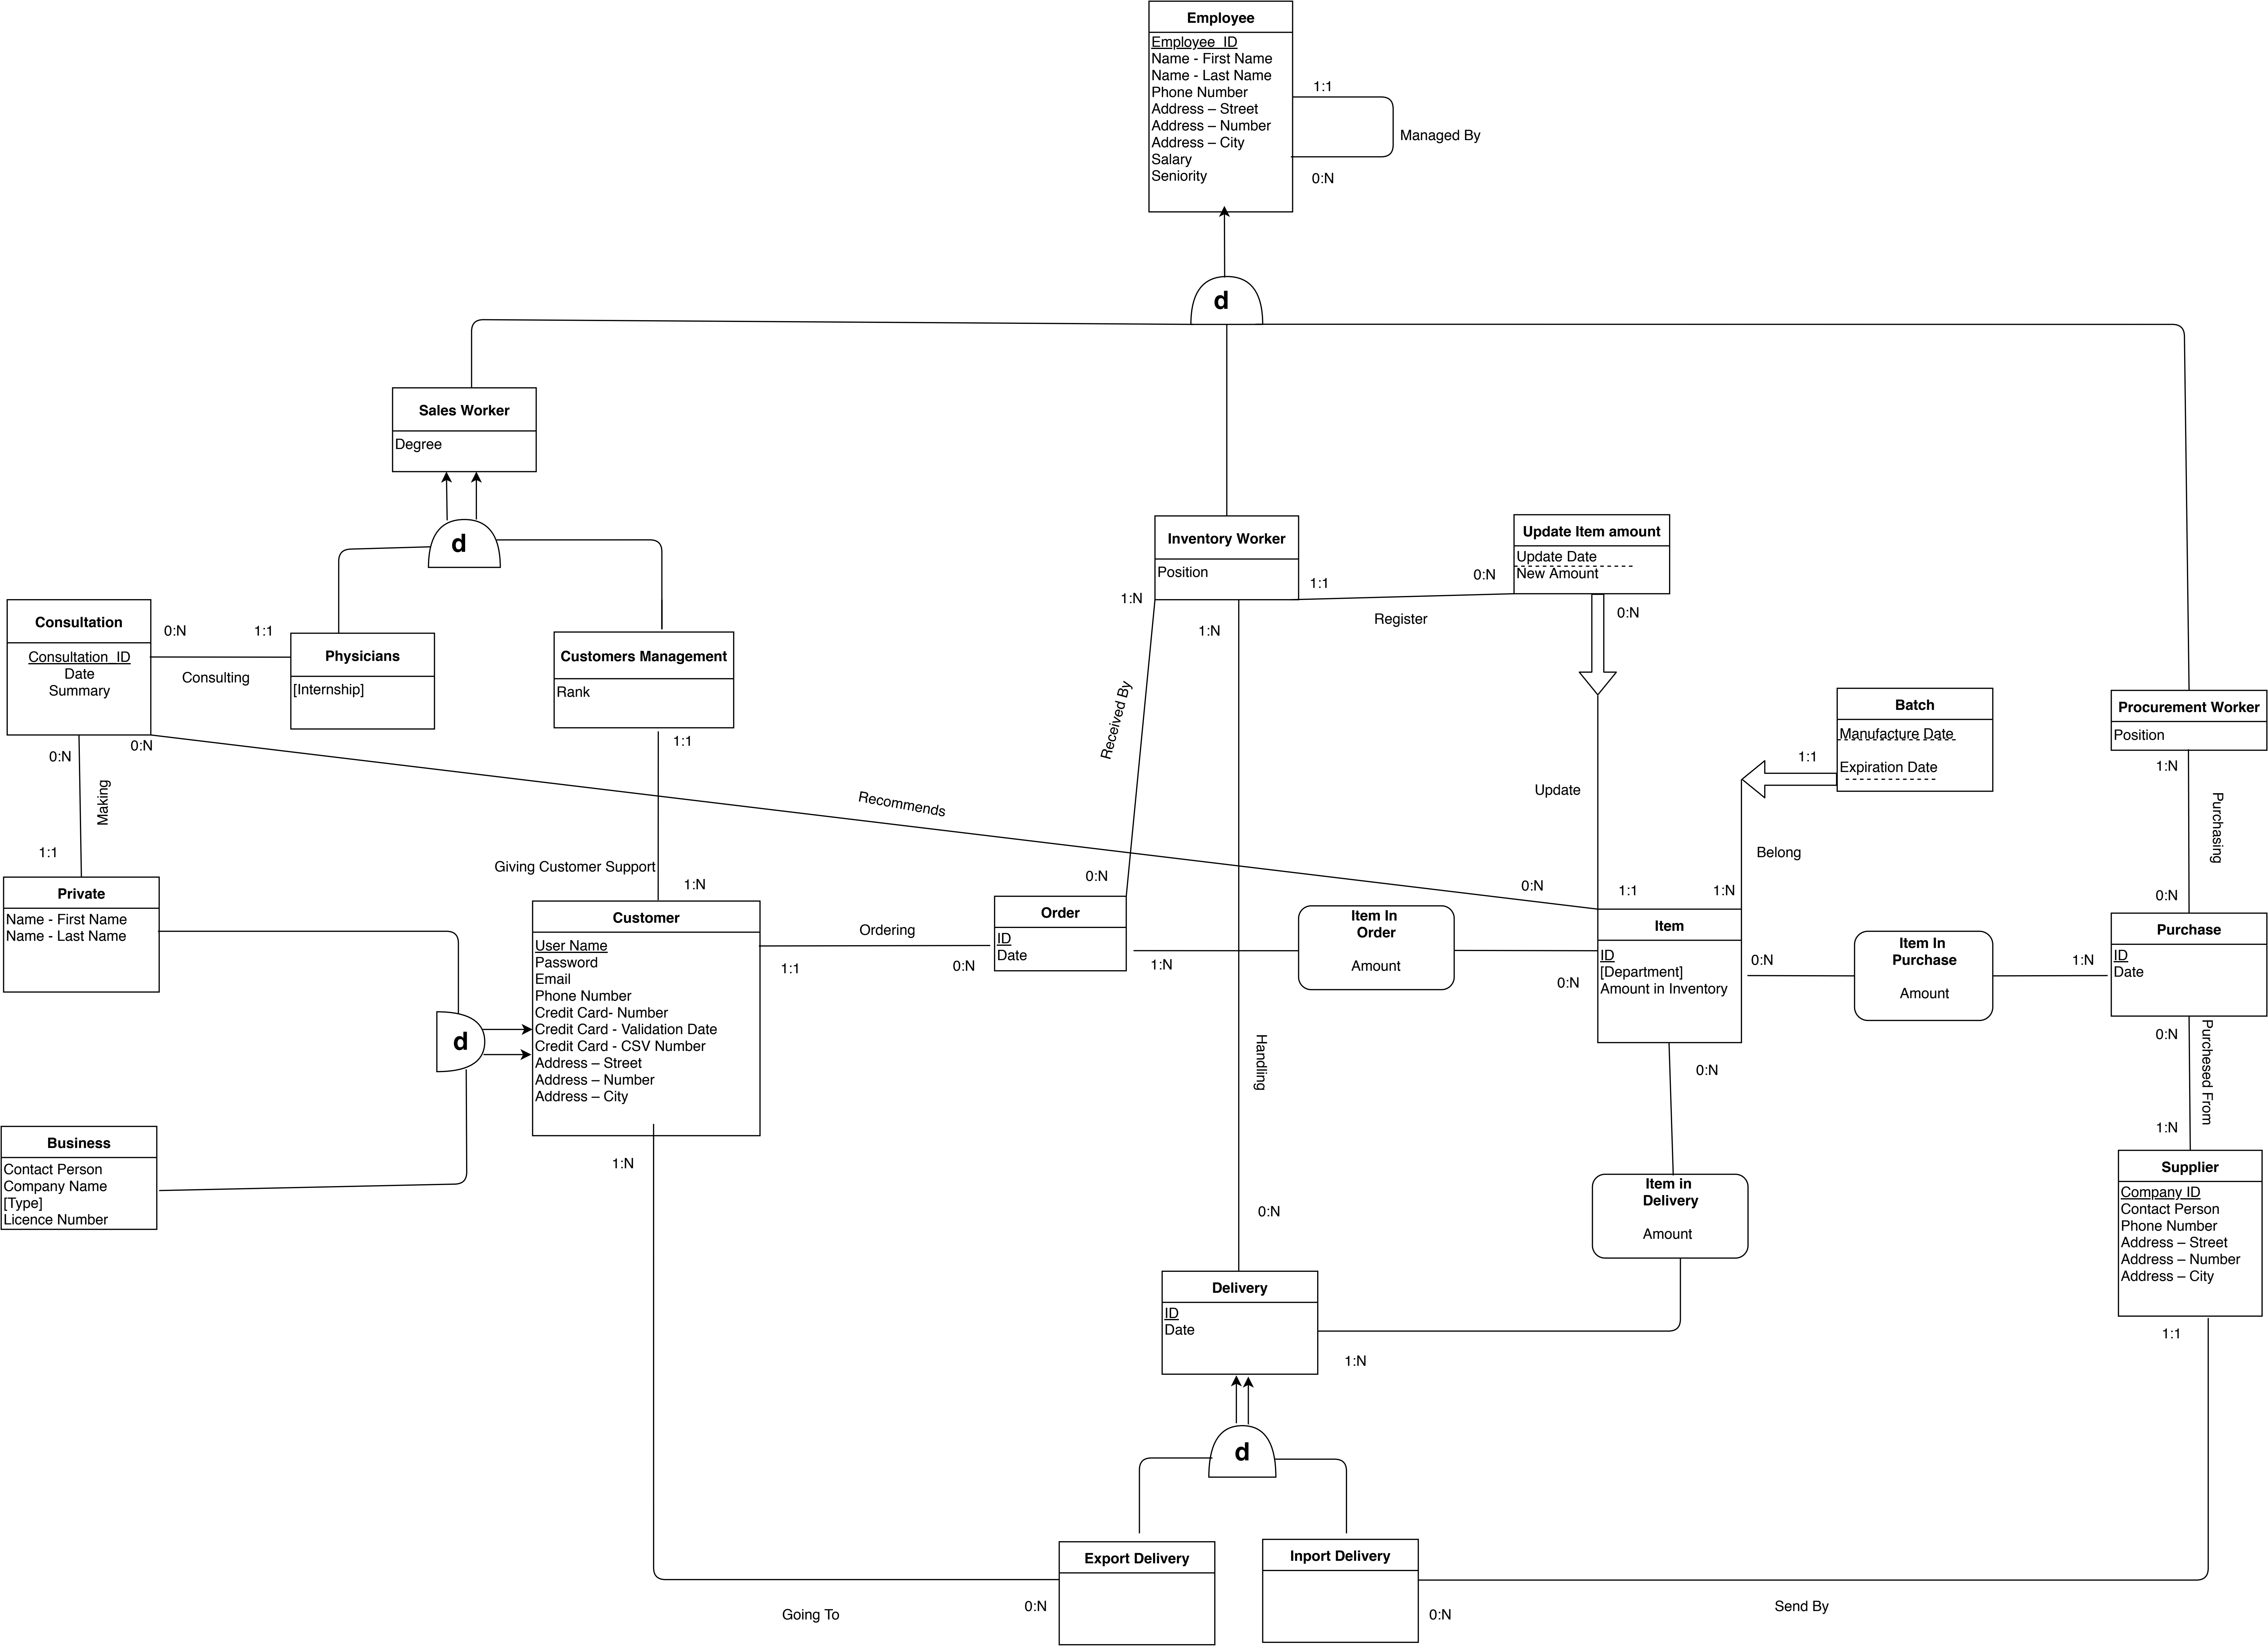 Employee
Employee_ID
Name - First Name
Name - Last Name
Phone Number
Address – Street
Address – Number
Address – City
Salary
Seniority
1:1
Managed By
0:N
d
Sales Worker
Degree
d
Inventory Worker
Position
Update Item amount
Update Date
New Amount
1:1
0:N
Register
0:N
1:N
1:N
Consultation
Consultation_ID
Date
Summary
0:N
1:1
Consulting
Physicians
[Internship]
Customers Management
Rank
1:1
Received By
Batch
Manufacture Date
Expiration Date
1:1
Procurement Worker
Position
1:N
0:N
0:N
Making
1:1
Recommends
Update
Belong
Purchasing
Giving Customer Support
1:N
0:N
0:N
1:1
1:N
0:N
Private
Name - First Name
Name - Last Name
Customer
User Name
Password
Email
Phone Number
Credit Card- Number
Credit Card - Validation Date
Credit Card - CSV Number
Address – Street
Address – Number
Address – City
Ordering
1:1
0:N
Order
ID
Date
1:N
Item In
Order
Amount
0:N
Item
ID
[Department]
Amount in Inventory
0:N
Item In
Purchase
Amount
1:N
Purchase
ID
Date
d
Handling
0:N
0:N
Purchesed From
1:N
Business
Contact Person
Company Name
[Type]
Licence Number
1:N
0:N
Item in
Delivery
Amount
Supplier
Company ID
Contact Person
Phone Number
Address – Street
Address – Number
Address – City
Delivery
ID
Date
1:N
1:1
d
Export Delivery
Inport Delivery
Going To
0:N
0:N
Send By